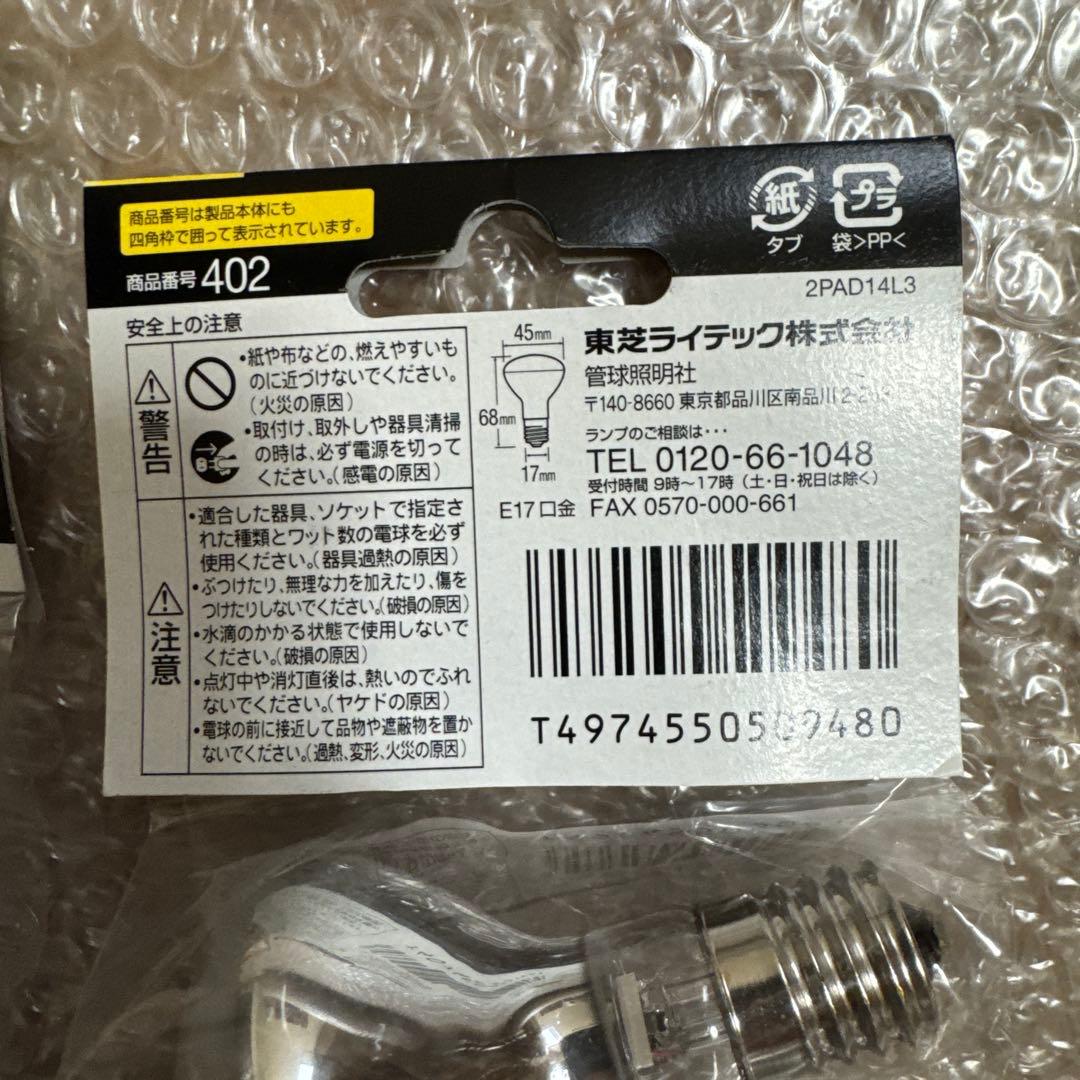 商品番号は製品本体にも
四角枠で囲って表示されています。
商品番号 402
紙
タブ
プラ
袋>PP<
2PAD14L3
安全上の注意
警告
・紙や布などの、燃えやすいも
のに近づけないでください。
(火災の原因)
・取付け、取外しや器具清掃
の時は、必ず電源を切って
ください。(感電の原因)
注意
・適合した器具、ソケットで指定さ
れた種類とワット数の電球を必ず
使用ください。(器具過熱の原因)
・ぶつけたり、無理な力を加えたり、傷を
つけたりしないでください。(破損の原因)
・水滴のかかる状態で使用しないで
ください。(破損の原因)
・点灯中や消灯直後は、熱いのでふれ
ないでください。(ヤケドの原因)
・電球の前に接近して品物や遮蔽物を置か
ないでください。(過熱、変形、火災の原因)
45mm
68mm
17mm
E17口金
東芝ライテック株式会社
管球照明社
〒140-8660 東京都品川区南品川
ランプのご相談は・・・
TEL 0120-66-1048
受付時間 9時〜17時 (土・日・祝日は除く)
FAX 0570-000-661
T4974550509480